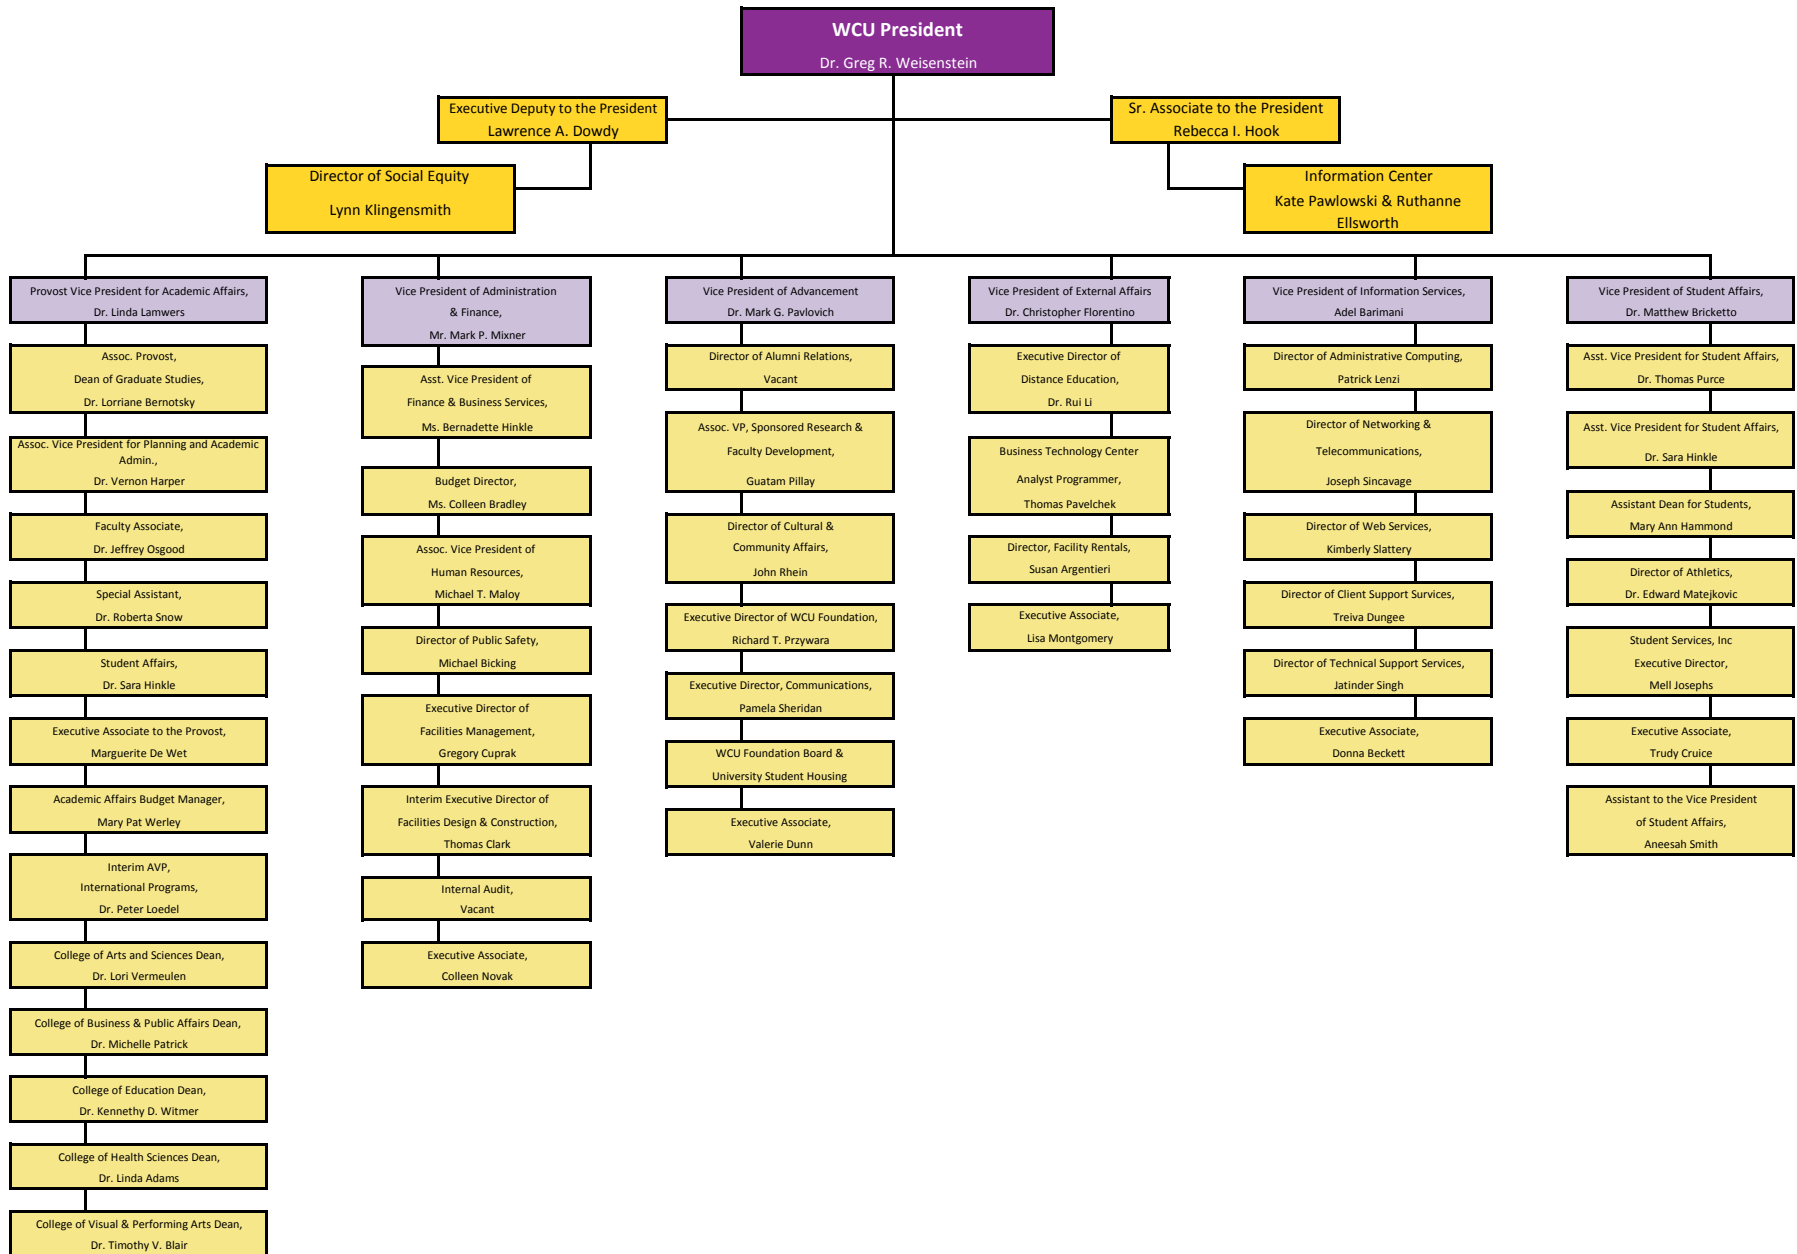 WCU President
Dr. Greg R. Weisenstein
Executive Deputy to the President
Lawrence A. Dowdy
Sr. Associate to the President
Rebecca I. Hook
Director of Social Equity
Lynn Klingensmith
Information Center
Kate Pawlowski & Ruthanne
Ellsworth
Provost Vice President for Academic Affairs,
Dr. Linda Lamwers
Assoc. Provost,
Dean of Graduate Studies,
Dr. Lorriane Bernotsky
Assoc. Vice President for Planning and Academic
Admin.,
Dr. Vernon Harper
Faculty Associate,
Dr. Jeffrey Osgood
Special Assistant,
Dr. Roberta Snow
Student Affairs,
Dr. Sara Hinkle
Executive Associate to the Provost,
Marguerite De Wet
Academic Affairs Budget Manager,
Mary Pat Werley
Interim AVP,
International Programs,
Dr. Peter Loedel
College of Arts and Sciences Dean,
Dr. Lori Vermeulen
College of Business & Public Affairs Dean,
Dr. Michelle Patrick
College of Education Dean,
Dr. Kennethy D. Witmer
College of Health Sciences Dean,
Dr. Linda Adams
College of Visual & Performing Arts Dean,
Dr. Timothy V. Blair
Vice President of Administration
& Finance,
Mr. Mark P. Mixner
Asst. Vice President of
Finance & Business Services,
Ms. Bernadette Hinkle
Budget Director,
Ms. Colleen Bradley
Assoc. Vice President of
Human Resources,
Michael T. Maloy
Director of Public Safety,
Michael Bicking
Executive Director of
Facilities Management,
Gregory Cuprak
Interim Executive Director of
Facilities Design & Construction,
Thomas Clark
Internal Audit,
Vacant
Executive Associate,
Colleen Novak
Vice President of Advancement
Dr. Mark G. Pavlovich
Director of Alumni Relations,
Vacant
Assoc. VP, Sponsored Research &
Faculty Development,
Guatam Pillay
Director of Cultural &
Community Affairs,
John Rhein
Executive Director of WCU Foundation,
Richard T. Przywara
Executive Director, Communications,
Pamela Sheridan
WCU Foundation Board &
University Student Housing
Executive Associate,
Valerie Dunn
Vice President of External Affairs
Dr. Christopher Florentino
Executive Director of
Distance Education,
Dr. Rui Li
Business Technology Center
Analyst Programmer,
Thomas Pavelchek
Director, Facility Rentals,
Susan Argentieri
Executive Associate,
Lisa Montgomery
Vice President of Information Services,
Adel Barimani
Director of Administrative Computing,
Patrick Lenzi
Director of Networking &
Telecommunications,
Joseph Sincavage
Director of Web Services,
Kimberly Slattery
Director of Client Support Survices,
Treiva Dungee
Director of Technical Support Services,
Jatinder Singh
Executive Associate,
Donna Beckett
Vice President of Student Affairs,
Dr. Matthew Bricketto
Asst. Vice President for Student Affairs,
Dr. Thomas Purce
Asst. Vice President for Student Affairs,
Dr. Sara Hinkle
Assistant Dean for Students,
Mary Ann Hammond
Director of Athletics,
Dr. Edward Matejkovic
Student Services, Inc
Executive Director,
Mell Josephs
Executive Associate,
Trudy Cruice
Assistant to the Vice President
of Student Affairs,
Aneesah Smith